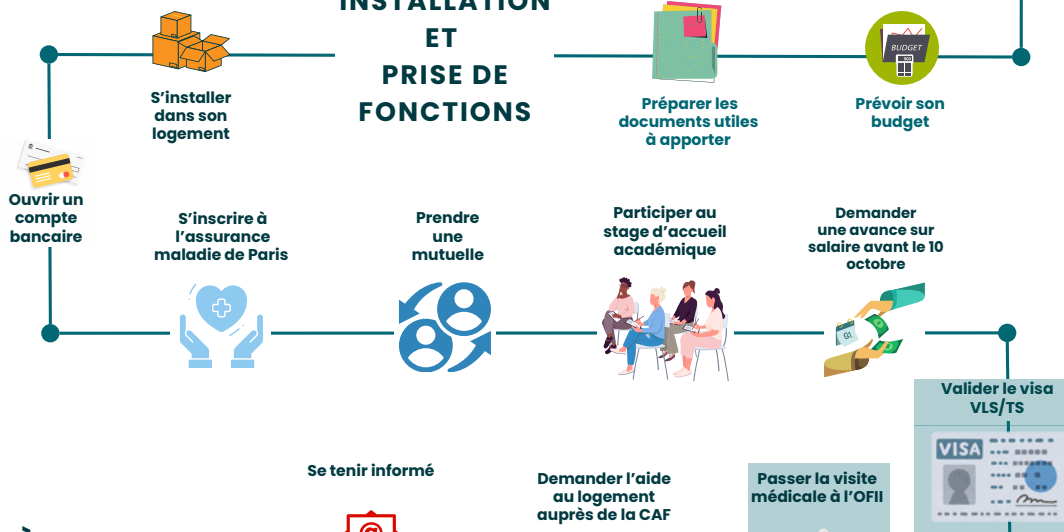 INSTALLATION
ET
PRISE DE
FONCTIONS
S'installer
dans son
logement
Préparer les
documents utiles
à apporter
BUDGET
Prévoir son
budget
Ouvrir un
compte
bancaire
S'inscrire à
l'assurance
maladie de Paris
Prendre
une
mutuelle
Participer au
stage d'accueil
académique
Demander
une avance sur
salaire avant le 10
octobre
Valider le visa
VLS/TS
VISA
Se tenir informé
@
Demander l'aide
au logement
auprès de la CAF
Passer la visite
médicale à l'OFII